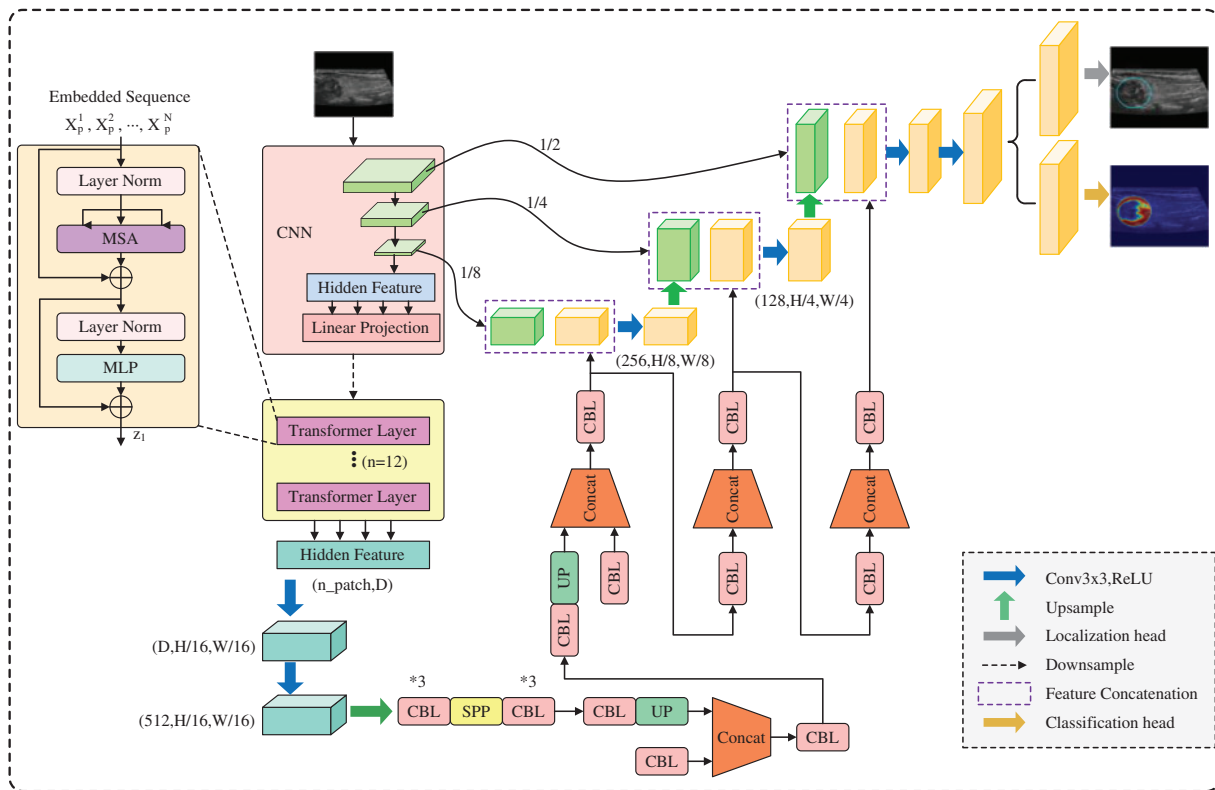 Embedded Sequence
X_p^1, X_p^2, ..., X_p^N
Layer Norm
MSA
Layer Norm
MLP
z_1
CNN
Hidden Feature
Linear Projection
Transformer Layer
(n=12)
Transformer Layer
Hidden Feature
(n_patch,D)
(D,H/16,W/16)
(512,H/16,W/16)
1/2
1/4
1/8
(256,H/8,W/8)
(128,H/4,W/4)
*3
*3
CBL
SPP
CBL
CBL
UP
CBL
Concat
CBL
CBL
UP
CBL
Concat
CBL
CBL
Concat
CBL
CBL
Concat
CBL
Conv3x3,ReLU
Upsample
Localization head
Downsample
Feature Concatenation
Classification head